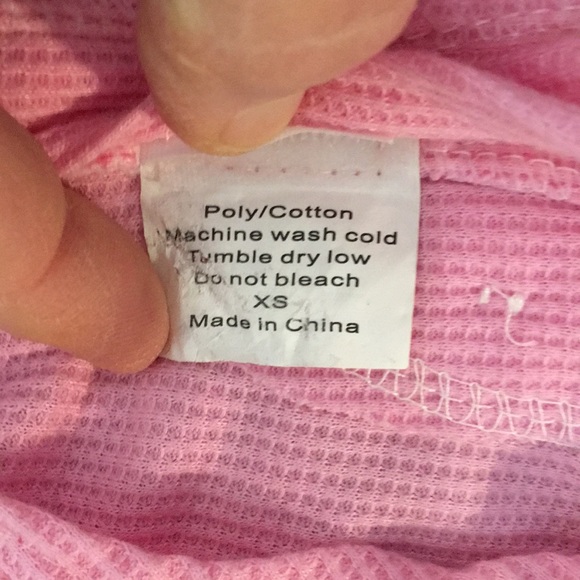 Poly/Cotton
Machine wash cold
Tumble dry low
Do not bleach
XS
Made in China